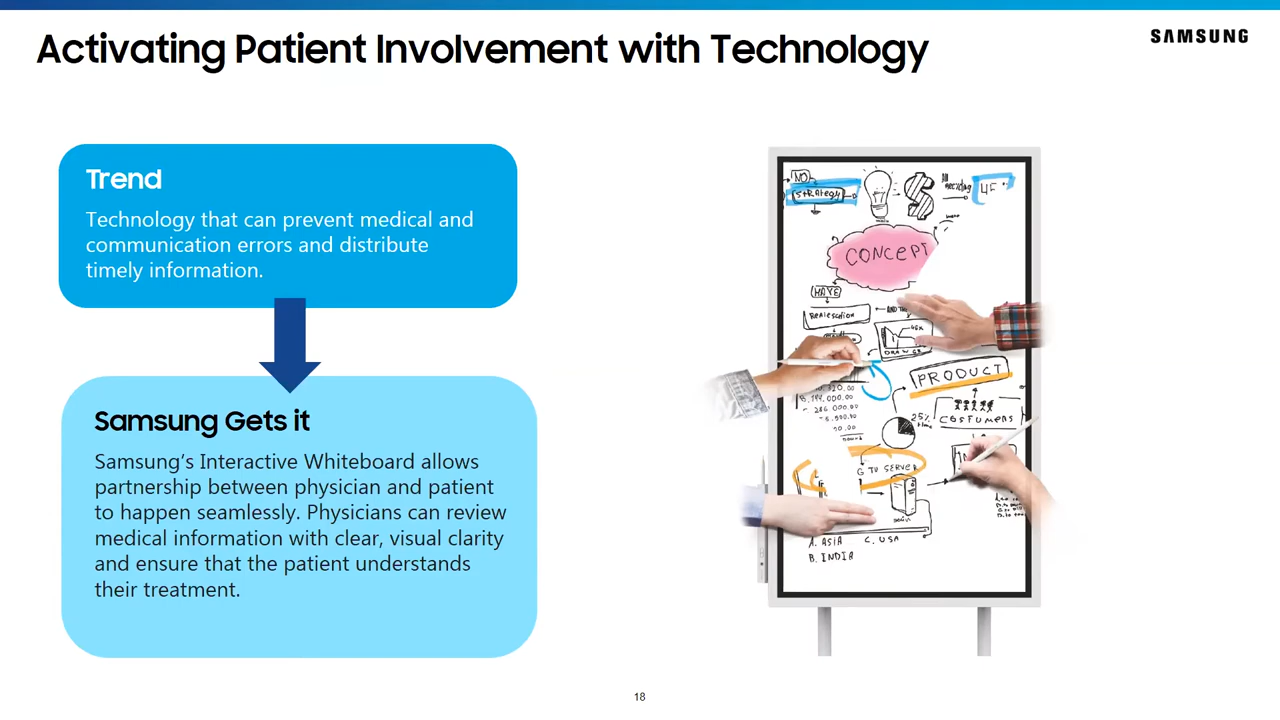 Activating Patient Involvement with Technology
SAMSUNG
Trend
Technology that can prevent medical and
communication errors and distribute
timely information.
Samsung Gets it
Samsung's Interactive Whiteboard allows
partnership between physician and patient
to happen seamlessly. Physicians can review
medical information with clear, visual clarity
and ensure that the patient understands
their treatment.
NO
STRATEGY
CONCEPT
HAVE
PRODUCT
25%
COSTUMERS
G TO SERVER
A. ASIA
C. USA
B. INDIA
18